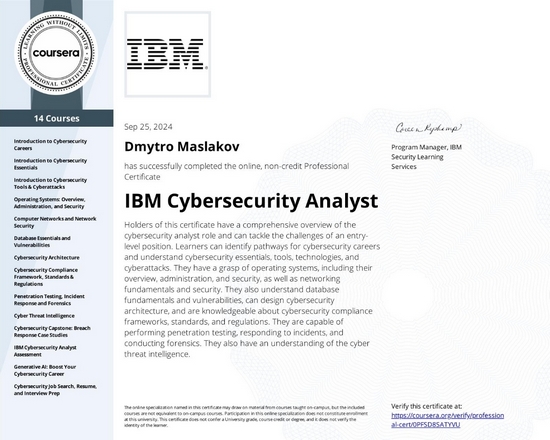 LEARNING WITHOUT LIMITS
coursera
PROFESSIONAL CERTIFICATE
IBM
14 Courses
Introduction to Cybersecurity
Careers
Introduction to Cybersecurity
Essentials
Introduction to Cybersecurity
Tools & Cyberattacks
Operating Systems: Overview,
Administration, and Security
Computer Networks and Network
Security
Database Essentials and
Vulnerabilities
Cybersecurity Architecture
Cybersecurity Compliance
Framework, Standards &
Regulations
Penetration Testing, Incident
Response and Forensics
Cyber Threat Intelligence
Cybersecurity Capstone: Breach
Response Case Studies
IBM Cybersecurity Analyst
Assessment
Generative AI: Boost Your
Cybersecurity Career
Cybersecurity Job Search, Resume,
and Interview Prep
Sep 25, 2024
Dmytro Maslakov
has successfully completed the online, non-credit Professional
Certificate
IBM Cybersecurity Analyst
Holders of this certificate have a comprehensive overview of the
cybersecurity analyst role and can tackle the challenges of an entry-
level position. Learners can identify pathways for cybersecurity careers
and understand cybersecurity essentials, tools, technologies, and
cyberattacks. They have a grasp of operating systems, including their
overview, administration, and security, as well as networking
fundamentals and security. They also understand database
fundamentals and vulnerabilities, can design cybersecurity
architecture, and are knowledgeable about cybersecurity compliance
frameworks, standards, and regulations. They are capable of
performing penetration testing, responding to incidents, and
conducting forensics. They also have an understanding of the cyber
threat intelligence.
Program Manager, IBM
Security Learning
Services
The online specialization named in this certificate may draw on material from courses taught on-campus, but the included
courses are not equivalent to on-campus courses. Participation in this online specialization does not constitute enrollment
at this university. This certificate does not confer a University grade, course credit or degree, and it does not verify the
identity of the learner.
Verify this certificate at:
https://coursera.org/verify/profession
al-cert/0PFSD8SATYVU